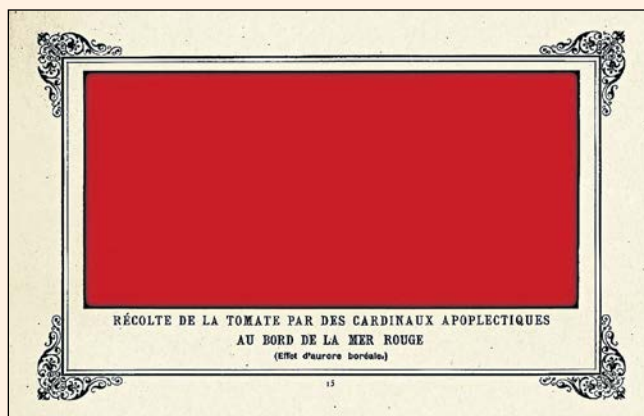 RÉCOLTE DE LA TOMATE PAR DES CARDINAUX APOPLECTIQUES
AU BORD DE LA MER ROUGE
(Effet d'aurore boréale.)
15